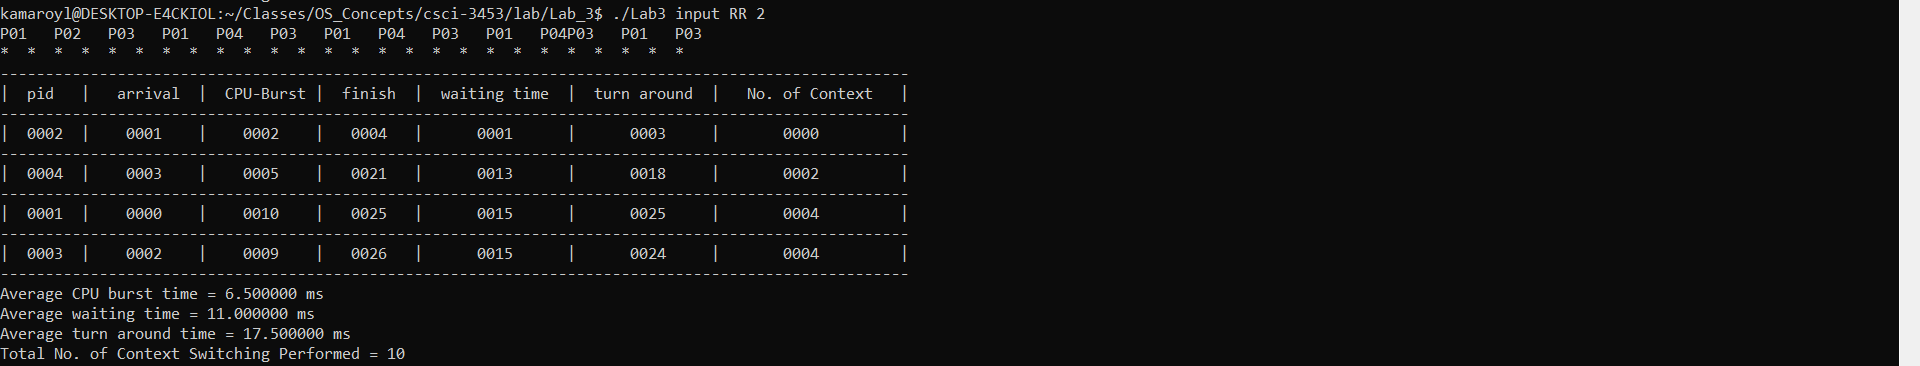 kamaroyl@DESKTOP-E4CKIOL:~/Classes/OS_Concepts/csci-3453/lab/Lab_3$ ./Lab3 input RR 2
P01   P02   P03   P01   P04   P03   P01   P04   P03   P01   P04P03   P01   P03
*  *  *  *  *  *  *  *  *  *  *  *  *  *  *  *  *  *  *  *  *  *  *  *  *  *
-----------------------------------------------------------------------------------------------------
|  pid   |   arrival  |  CPU-Burst |  finish  |  waiting time  |  turn around  |   No. of Context   |
-----------------------------------------------------------------------------------------------------
|  0002  |    0001    |    0002    |   0004   |      0001      |      0003     |       0000         |
-----------------------------------------------------------------------------------------------------
|  0004  |    0003    |    0005    |   0021   |      0013      |      0018     |       0002         |
-----------------------------------------------------------------------------------------------------
|  0001  |    0000    |    0010    |   0025   |      0015      |      0025     |       0004         |
-----------------------------------------------------------------------------------------------------
|  0003  |    0002    |    0009    |   0026   |      0015      |      0024     |       0004         |
-----------------------------------------------------------------------------------------------------
Average CPU burst time = 6.500000 ms
Average waiting time = 11.000000 ms
Average turn around time = 17.500000 ms
Total No. of Context Switching Performed = 10